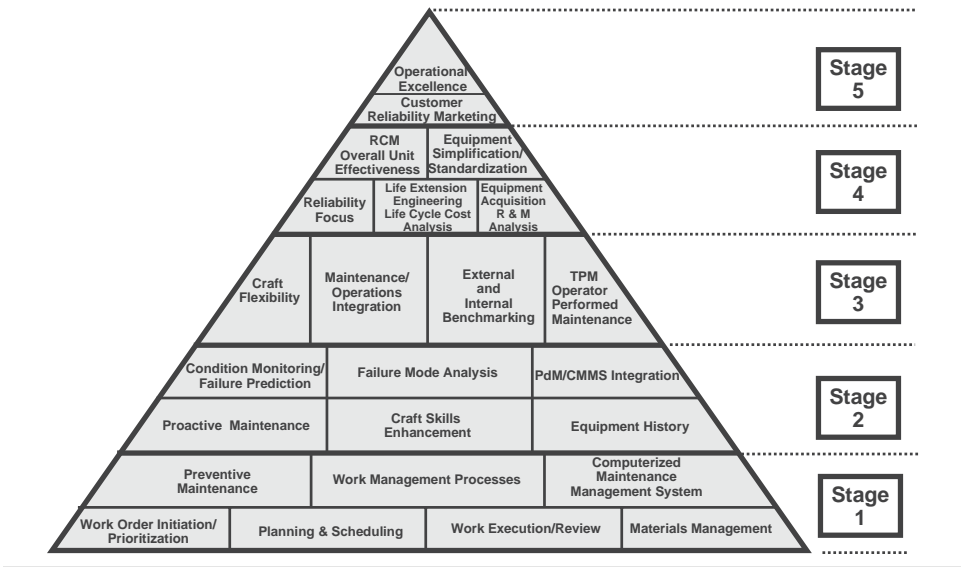 Operational
Excellence
Customer
Reliability Marketing
Stage
5
RCM
Overall Unit
Effectiveness
Equipment
Simplification/
Standardization
Reliability
Focus
Life Extension
Engineering
Life Cycle Cost
Analysis
Equipment
Acquisition
R & M
Analysis
Stage
4
Craft
Flexibility
Maintenance/
Operations
Integration
External
and
Internal
Benchmarking
TPM
Operator
Performed
Maintenance
Stage
3
Condition Monitoring/
Failure Prediction
Failure Mode Analysis
PdM/CMMS Integration
Proactive Maintenance
Craft Skills
Enhancement
Equipment History
Stage
2
Preventive
Maintenance
Work Management Processes
Computerized
Maintenance
Management System
Work Order Initiation/
Prioritization
Planning & Scheduling
Work Execution/Review
Materials Management
Stage
1